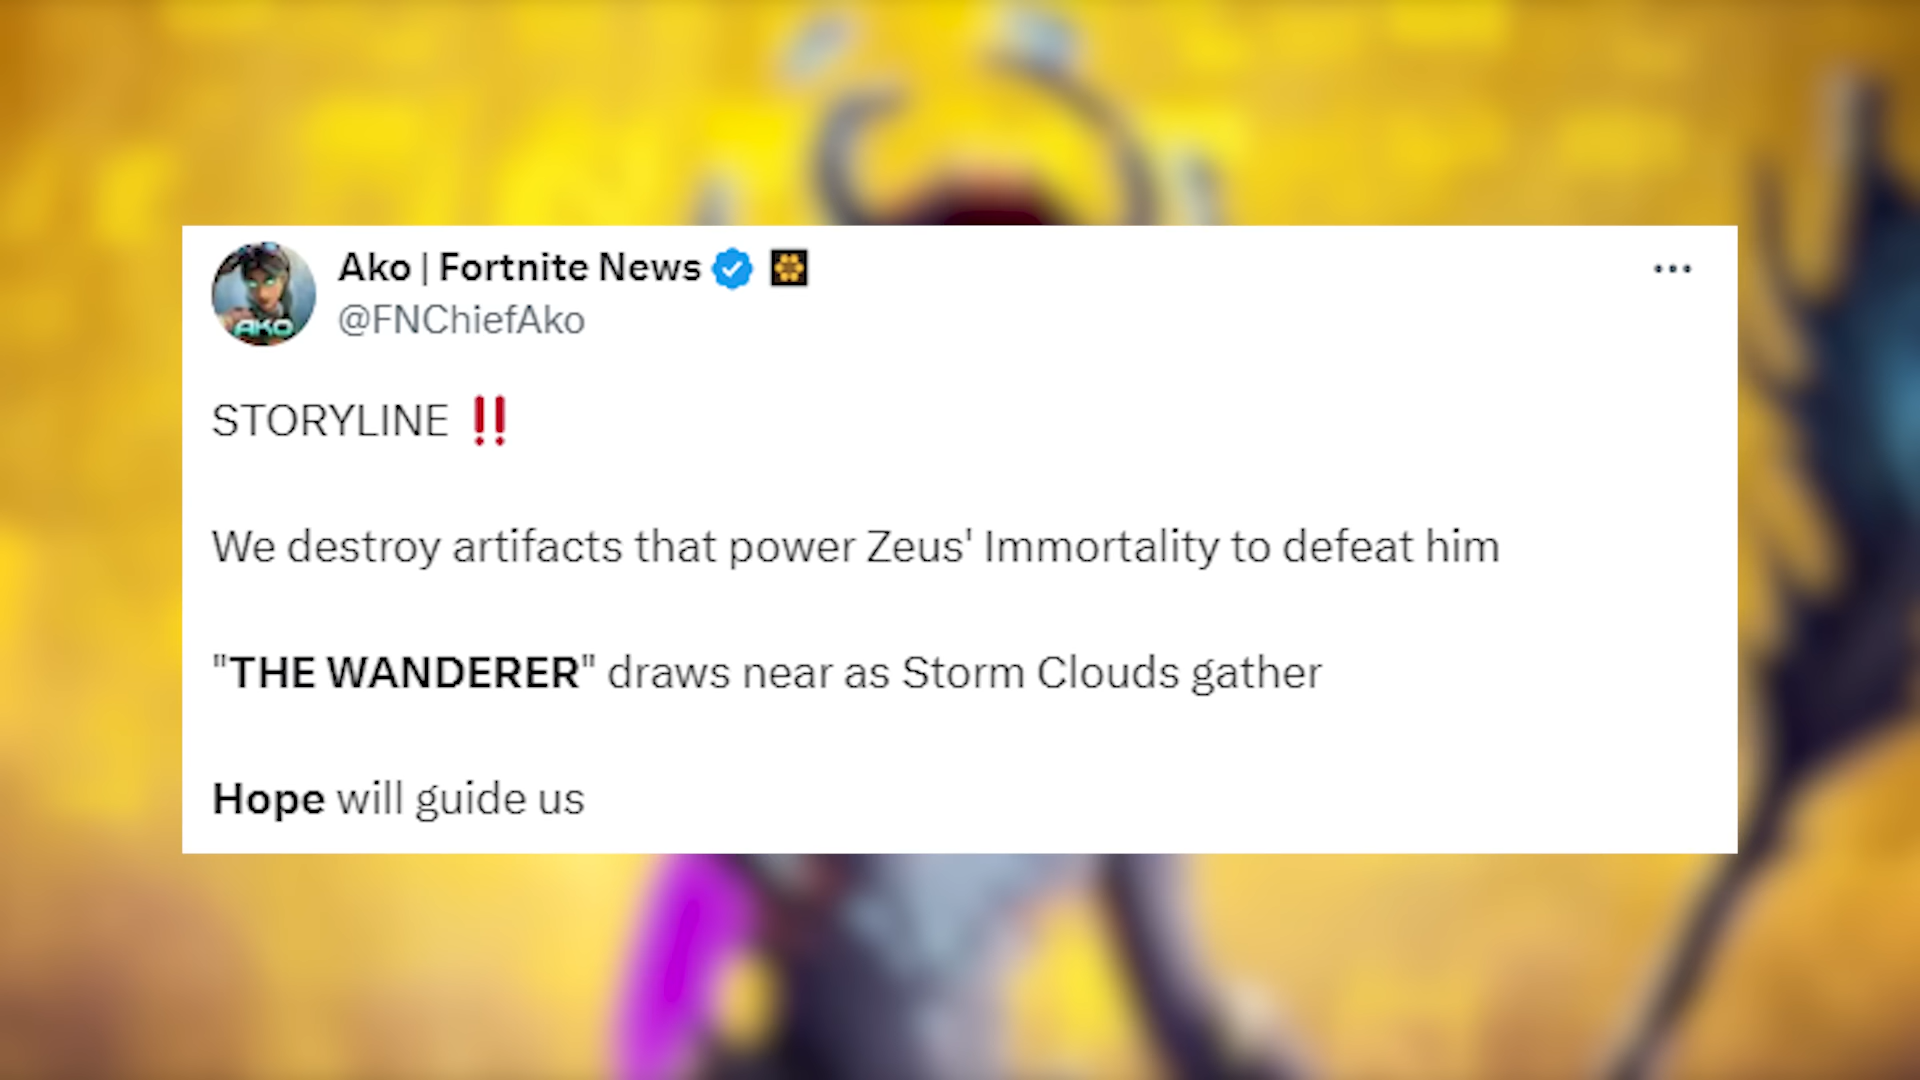 Ako | Fortnite News
@FNChiefAko
AKO
STORYLINE ‼️
We destroy artifacts that power Zeus' Immortality to defeat him
"THE WANDERER" draws near as Storm Clouds gather
Hope will guide us